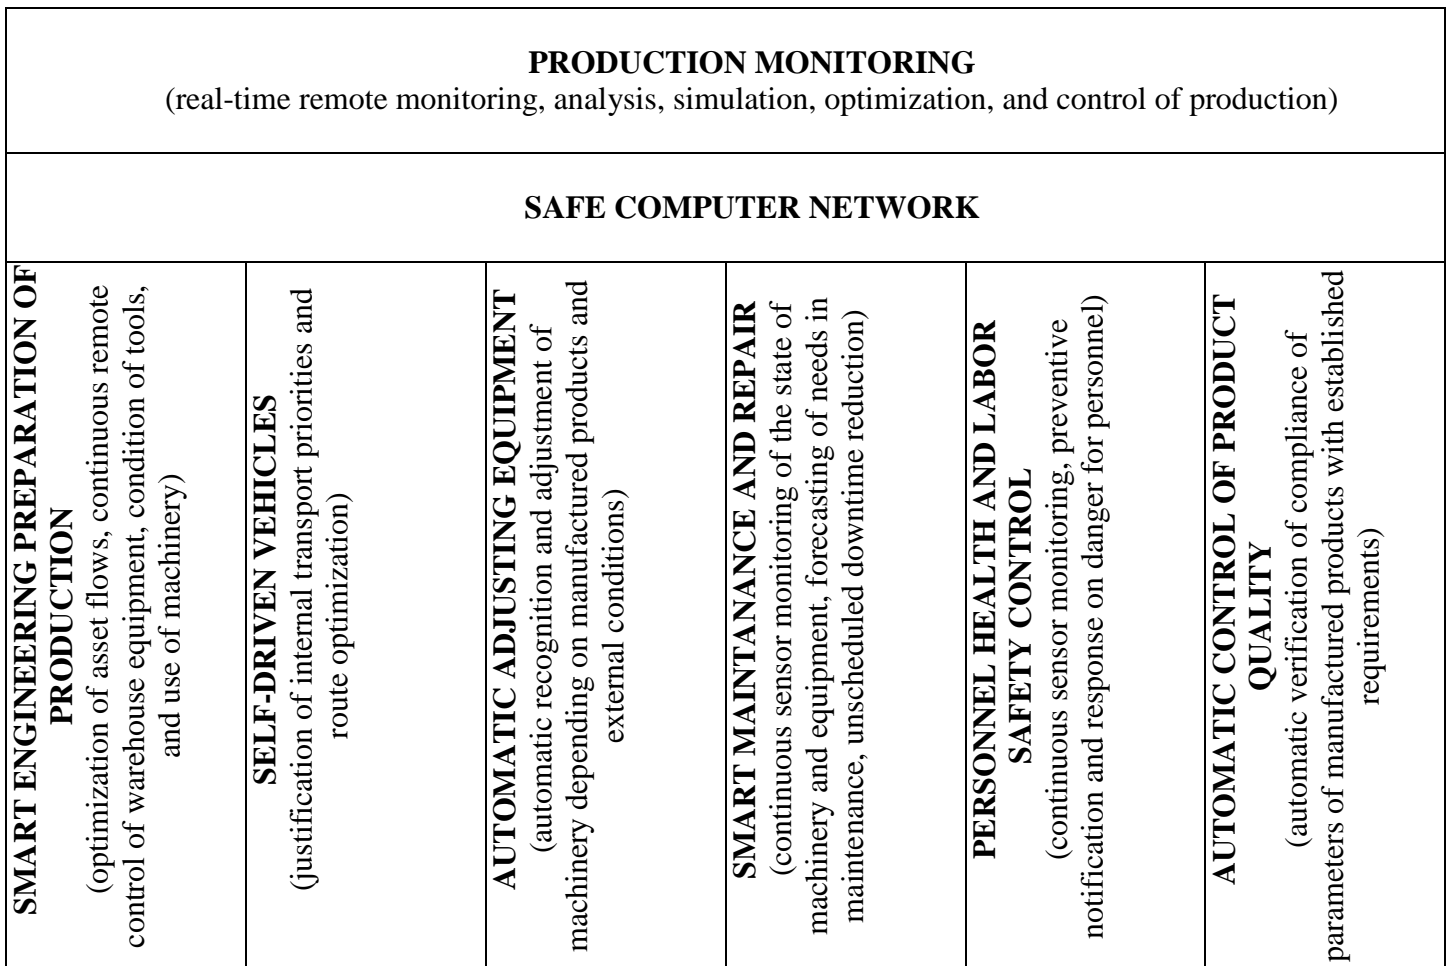 PRODUCTION MONITORING
(real-time remote monitoring, analysis, simulation, optimization, and control of production)
SAFE COMPUTER NETWORK
SMART ENGINEERING PREPARATION OF
PRODUCTION
(optimization of asset flows, continuous remote
control of warehouse equipment, condition of tools,
and use of machinery)
SELF-DRIVEN VEHICLES
(justification of internal transport priorities and
route optimization)
AUTOMATIC ADJUSTING EQUIPMENT
(automatic recognition and adjustment of
machinery depending on manufactured products and
external conditions)
SMART MAINTANANCE AND REPAIR
(continuous sensor monitoring of the state of
machinery and equipment, forecasting of needs in
maintenance, unscheduled downtime reduction)
PERSONNEL HEALTH AND LABOR
SAFETY CONTROL
(continuous sensor monitoring, preventive
notification and response on danger for personnel)
AUTOMATIC CONTROL OF PRODUCT
QUALITY
(automatic verification of compliance of
parameters of manufactured products with established
requirements)